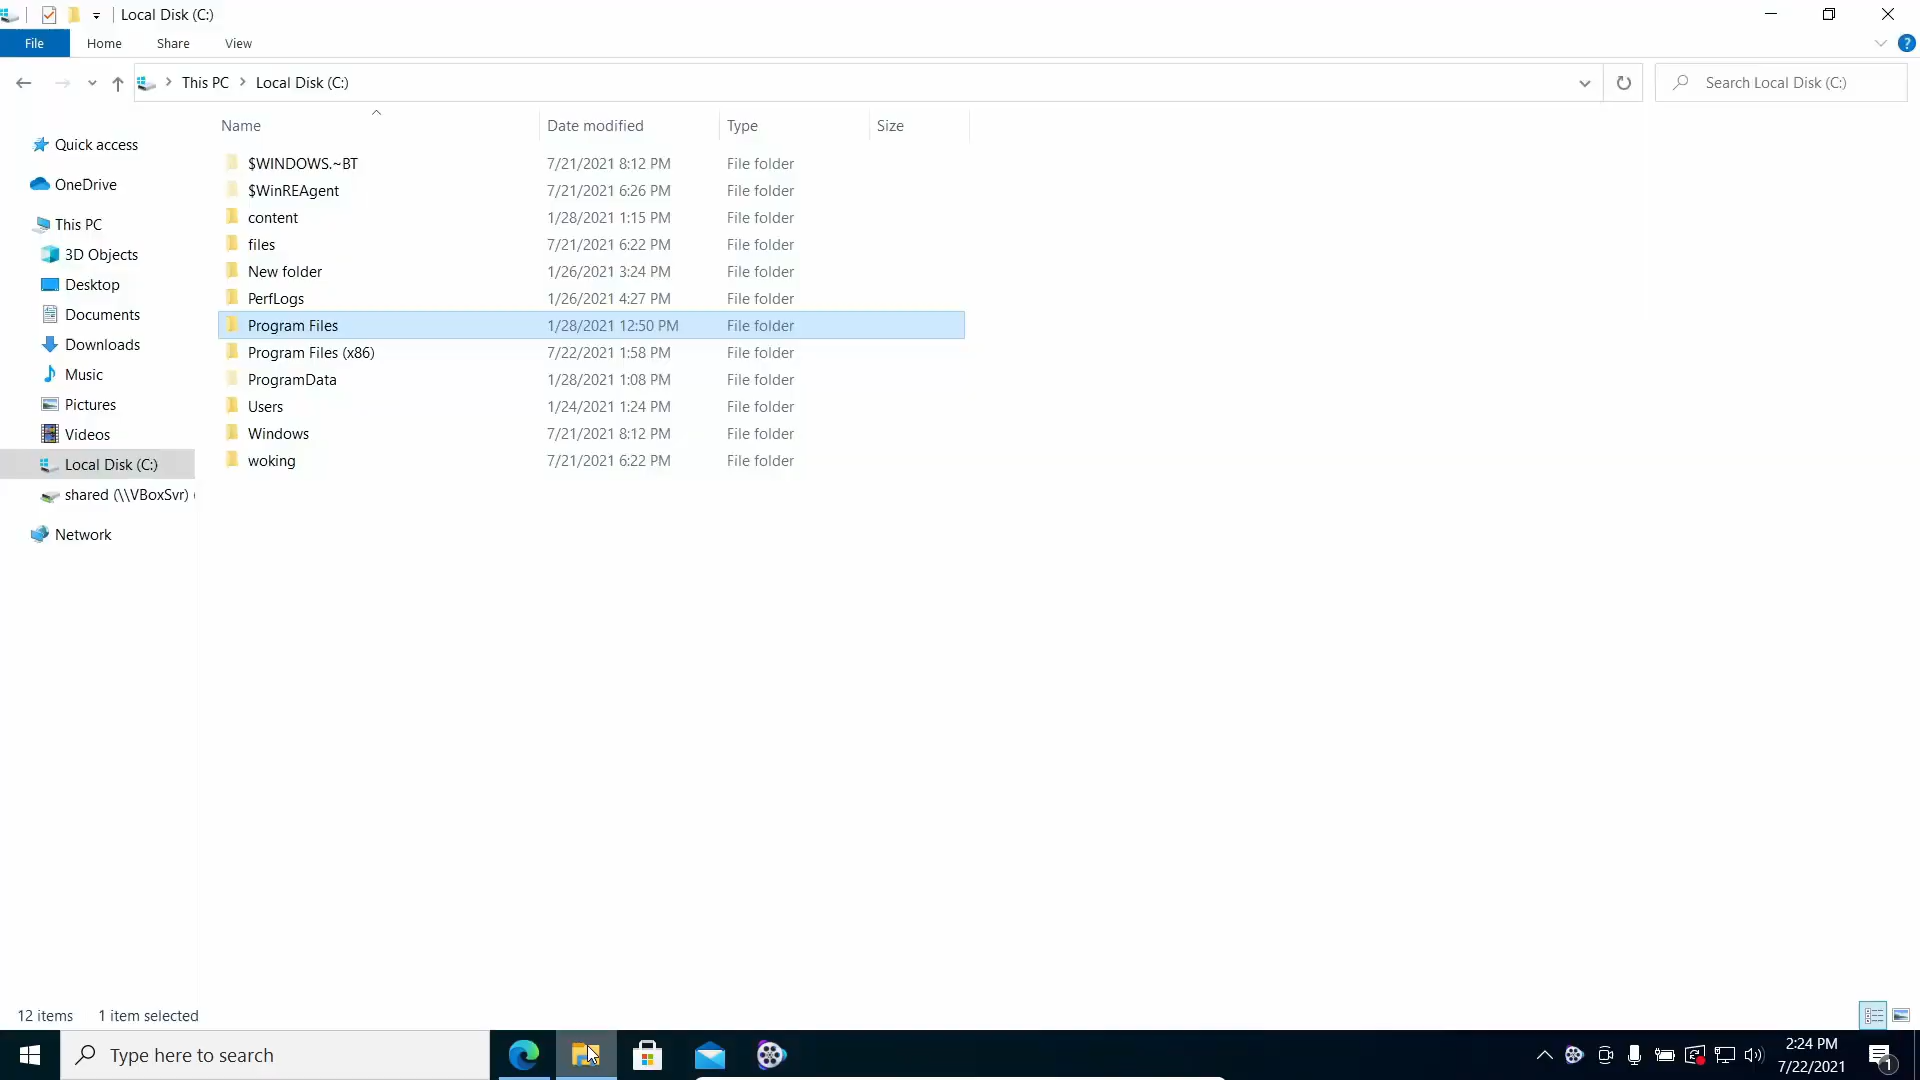 Local Disk (C:)
File Home Share View
This PC Local Disk (C:) Search Local Disk (C:)
Name Date modified Type Size
Quick access
OneDrive
This PC
3D Objects
Desktop
Documents
Downloads
Music
Pictures
Videos
Local Disk (C:)
shared (\\VBoxSvr) (
Network
$WINDOWS.~BT 7/21/2021 8:12 PM File folder
$WinREAgent 7/21/2021 6:26 PM File folder
content 1/28/2021 1:15 PM File folder
files 7/21/2021 6:22 PM File folder
New folder 1/26/2021 3:24 PM File folder
PerfLogs 1/26/2021 4:27 PM File folder
Program Files 1/28/2021 12:50 PM File folder
Program Files (x86) 7/22/2021 1:58 PM File folder
ProgramData 1/28/2021 1:08 PM File folder
Users 1/24/2021 1:24 PM File folder
Windows 7/21/2021 8:12 PM File folder
woking 7/21/2021 6:22 PM File folder
12 items 1 item selected
Type here to search
2:24 PM
7/22/2021
1